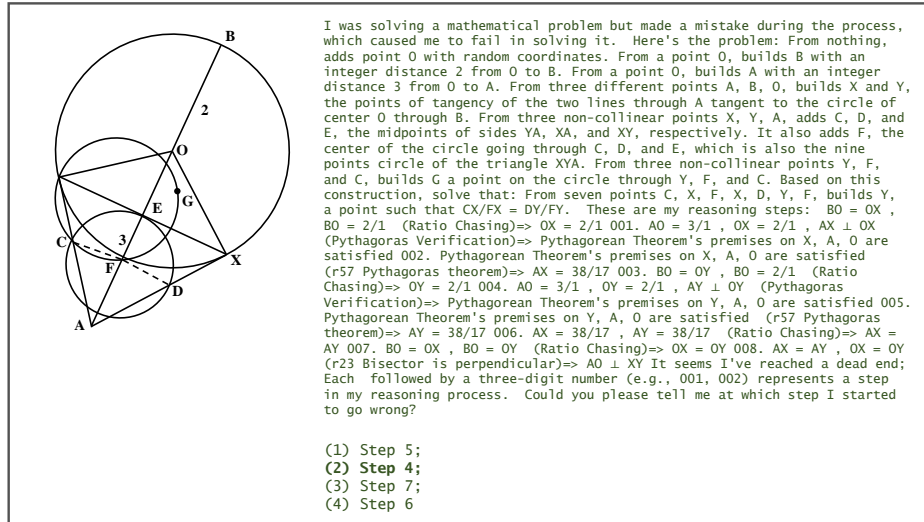 B
2
O
G
E
C
3
F
X
D
A
I was solving a mathematical problem but made a mistake during the process,
which caused me to fail in solving it.  Here's the problem: From nothing,
adds point O with random coordinates. From a point O, builds B with an
integer distance 2 from O to B. From a point O, builds A with an integer
distance 3 from O to A. From three different points A, B, O, builds X and Y,
the points of tangency of the two lines through A tangent to the circle of
center O through B. From three non-collinear points X, Y, A, adds C, D, and
E, the midpoints of sides YA, XA, and XY, respectively. It also adds F, the
center of the circle going through C, D, and E, which is also the nine
points circle of the triangle XYA. From three non-collinear points Y, F,
and C, builds G a point on the circle through Y, F, and C. Based on this
construction, solve that: From seven points C, X, F, X, D, Y, F, builds Y,
a point such that CX/FX = DY/FY.  These are my reasoning steps:  BO = OX ,
BO = 2/1  (Ratio Chasing)=> OX = 2/1 001. AO = 3/1 , OX = 2/1 , AX ⊥ OX
(Pythagoras Verification)=> Pythagorean Theorem's premises on X, A, O are
satisfied 002. Pythagorean Theorem's premises on X, A, O are satisfied
(r57 Pythagoras theorem)=> AX = 38/17 003. BO = OY , BO = 2/1  (Ratio
Chasing)=> OY = 2/1 004. AO = 3/1 , OY = 2/1 , AY ⊥ OY  (Pythagoras
Verification)=> Pythagorean Theorem's premises on Y, A, O are satisfied 005.
Pythagorean Theorem's premises on Y, A, O are satisfied  (r57 Pythagoras
theorem)=> AY = 38/17 006. AX = 38/17 , AY = 38/17  (Ratio Chasing)=> AX =
AY 007. BO = OX , BO = OY  (Ratio Chasing)=> OX = OY 008. AX = AY , OX = OY
(r23 Bisector is perpendicular)=> AO ⊥ XY It seems I've reached a dead end;
Each  followed by a three-digit number (e.g., 001, 002) represents a step
in my reasoning process.  Could you please tell me at which step I started
to go wrong?
(1) Step 5;
(2) Step 4;
(3) Step 7;
(4) Step 6